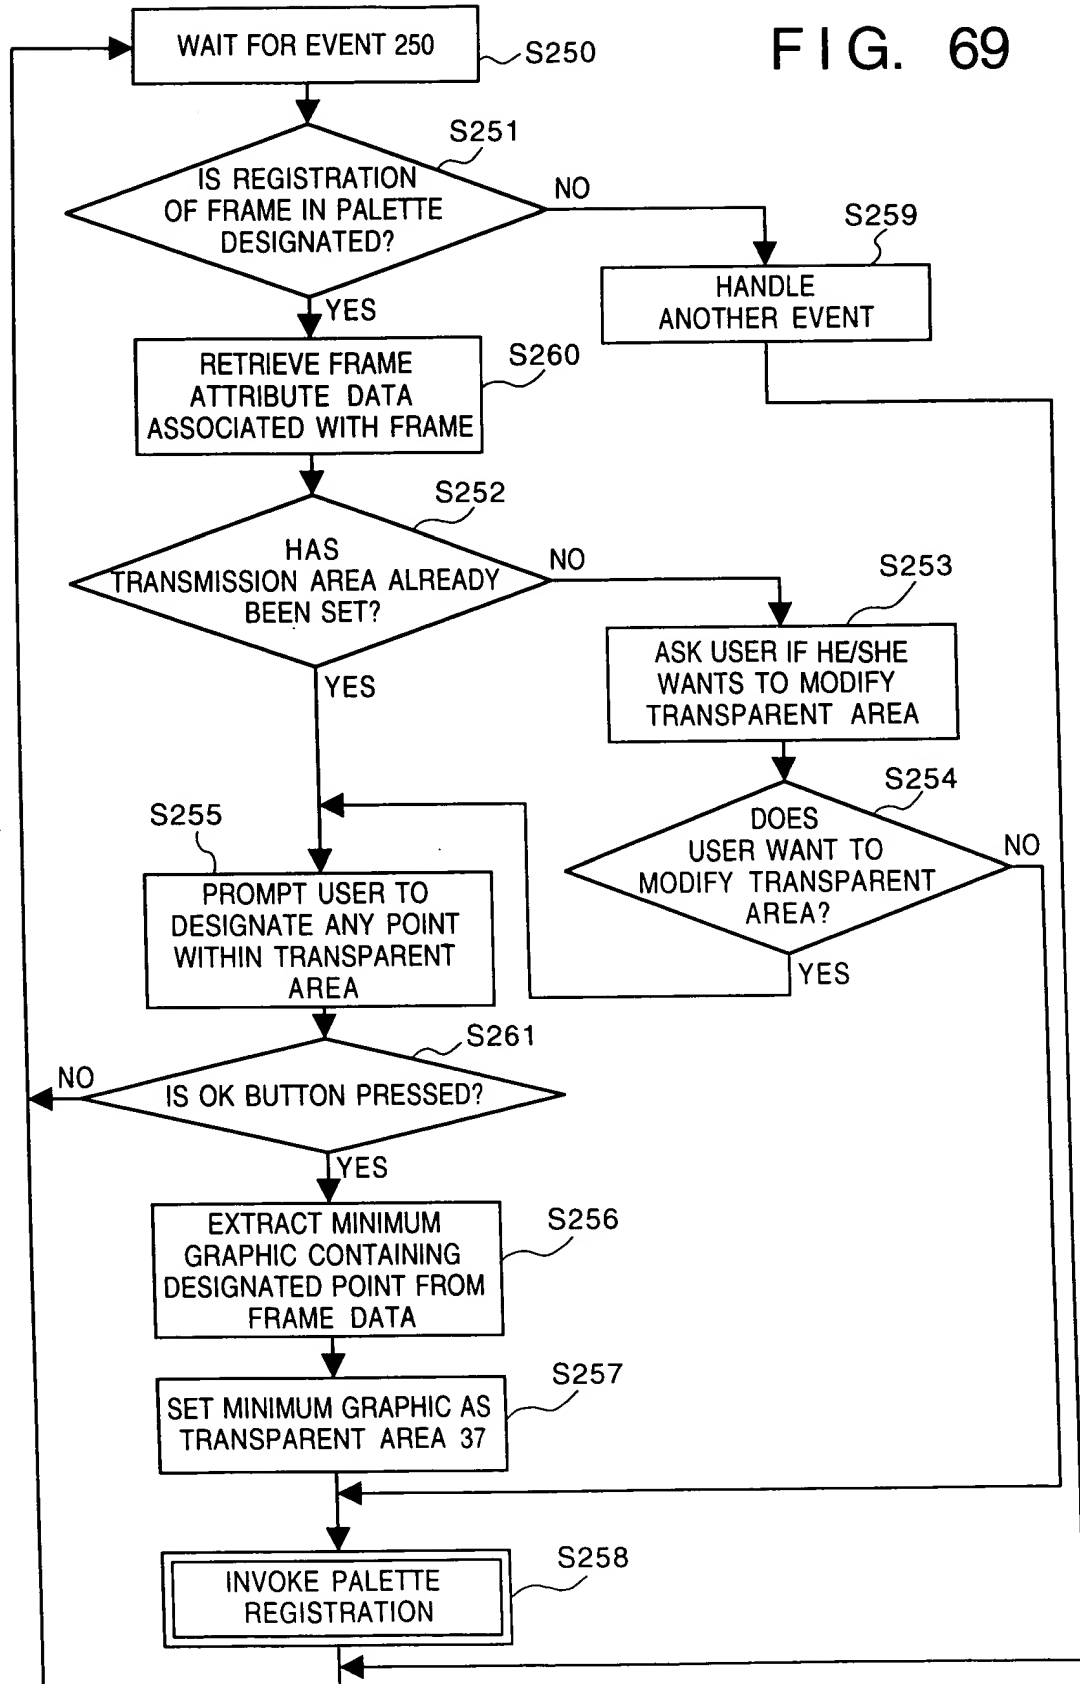 FIG. 69
WAIT FOR EVENT 250
S250
S251
IS REGISTRATION
OF FRAME IN PALETTE
DESIGNATED?
NO
YES
S259
HANDLE
ANOTHER EVENT
S260
RETRIEVE FRAME
ATTRIBUTE DATA
ASSOCIATED WITH FRAME
S252
HAS
TRANSMISSION AREA ALREADY
BEEN SET?
NO
YES
S253
ASK USER IF HE/SHE
WANTS TO MODIFY
TRANSPARENT AREA
S254
DOES
USER WANT TO
MODIFY TRANSPARENT
AREA?
NO
YES
S255
PROMPT USER TO
DESIGNATE ANY POINT
WITHIN TRANSPARENT
AREA
S261
IS OK BUTTON PRESSED?
NO
YES
S256
EXTRACT MINIMUM
GRAPHIC CONTAINING
DESIGNATED POINT FROM
FRAME DATA
S257
SET MINIMUM GRAPHIC AS
TRANSPARENT AREA 37
S258
INVOKE PALETTE
REGISTRATION